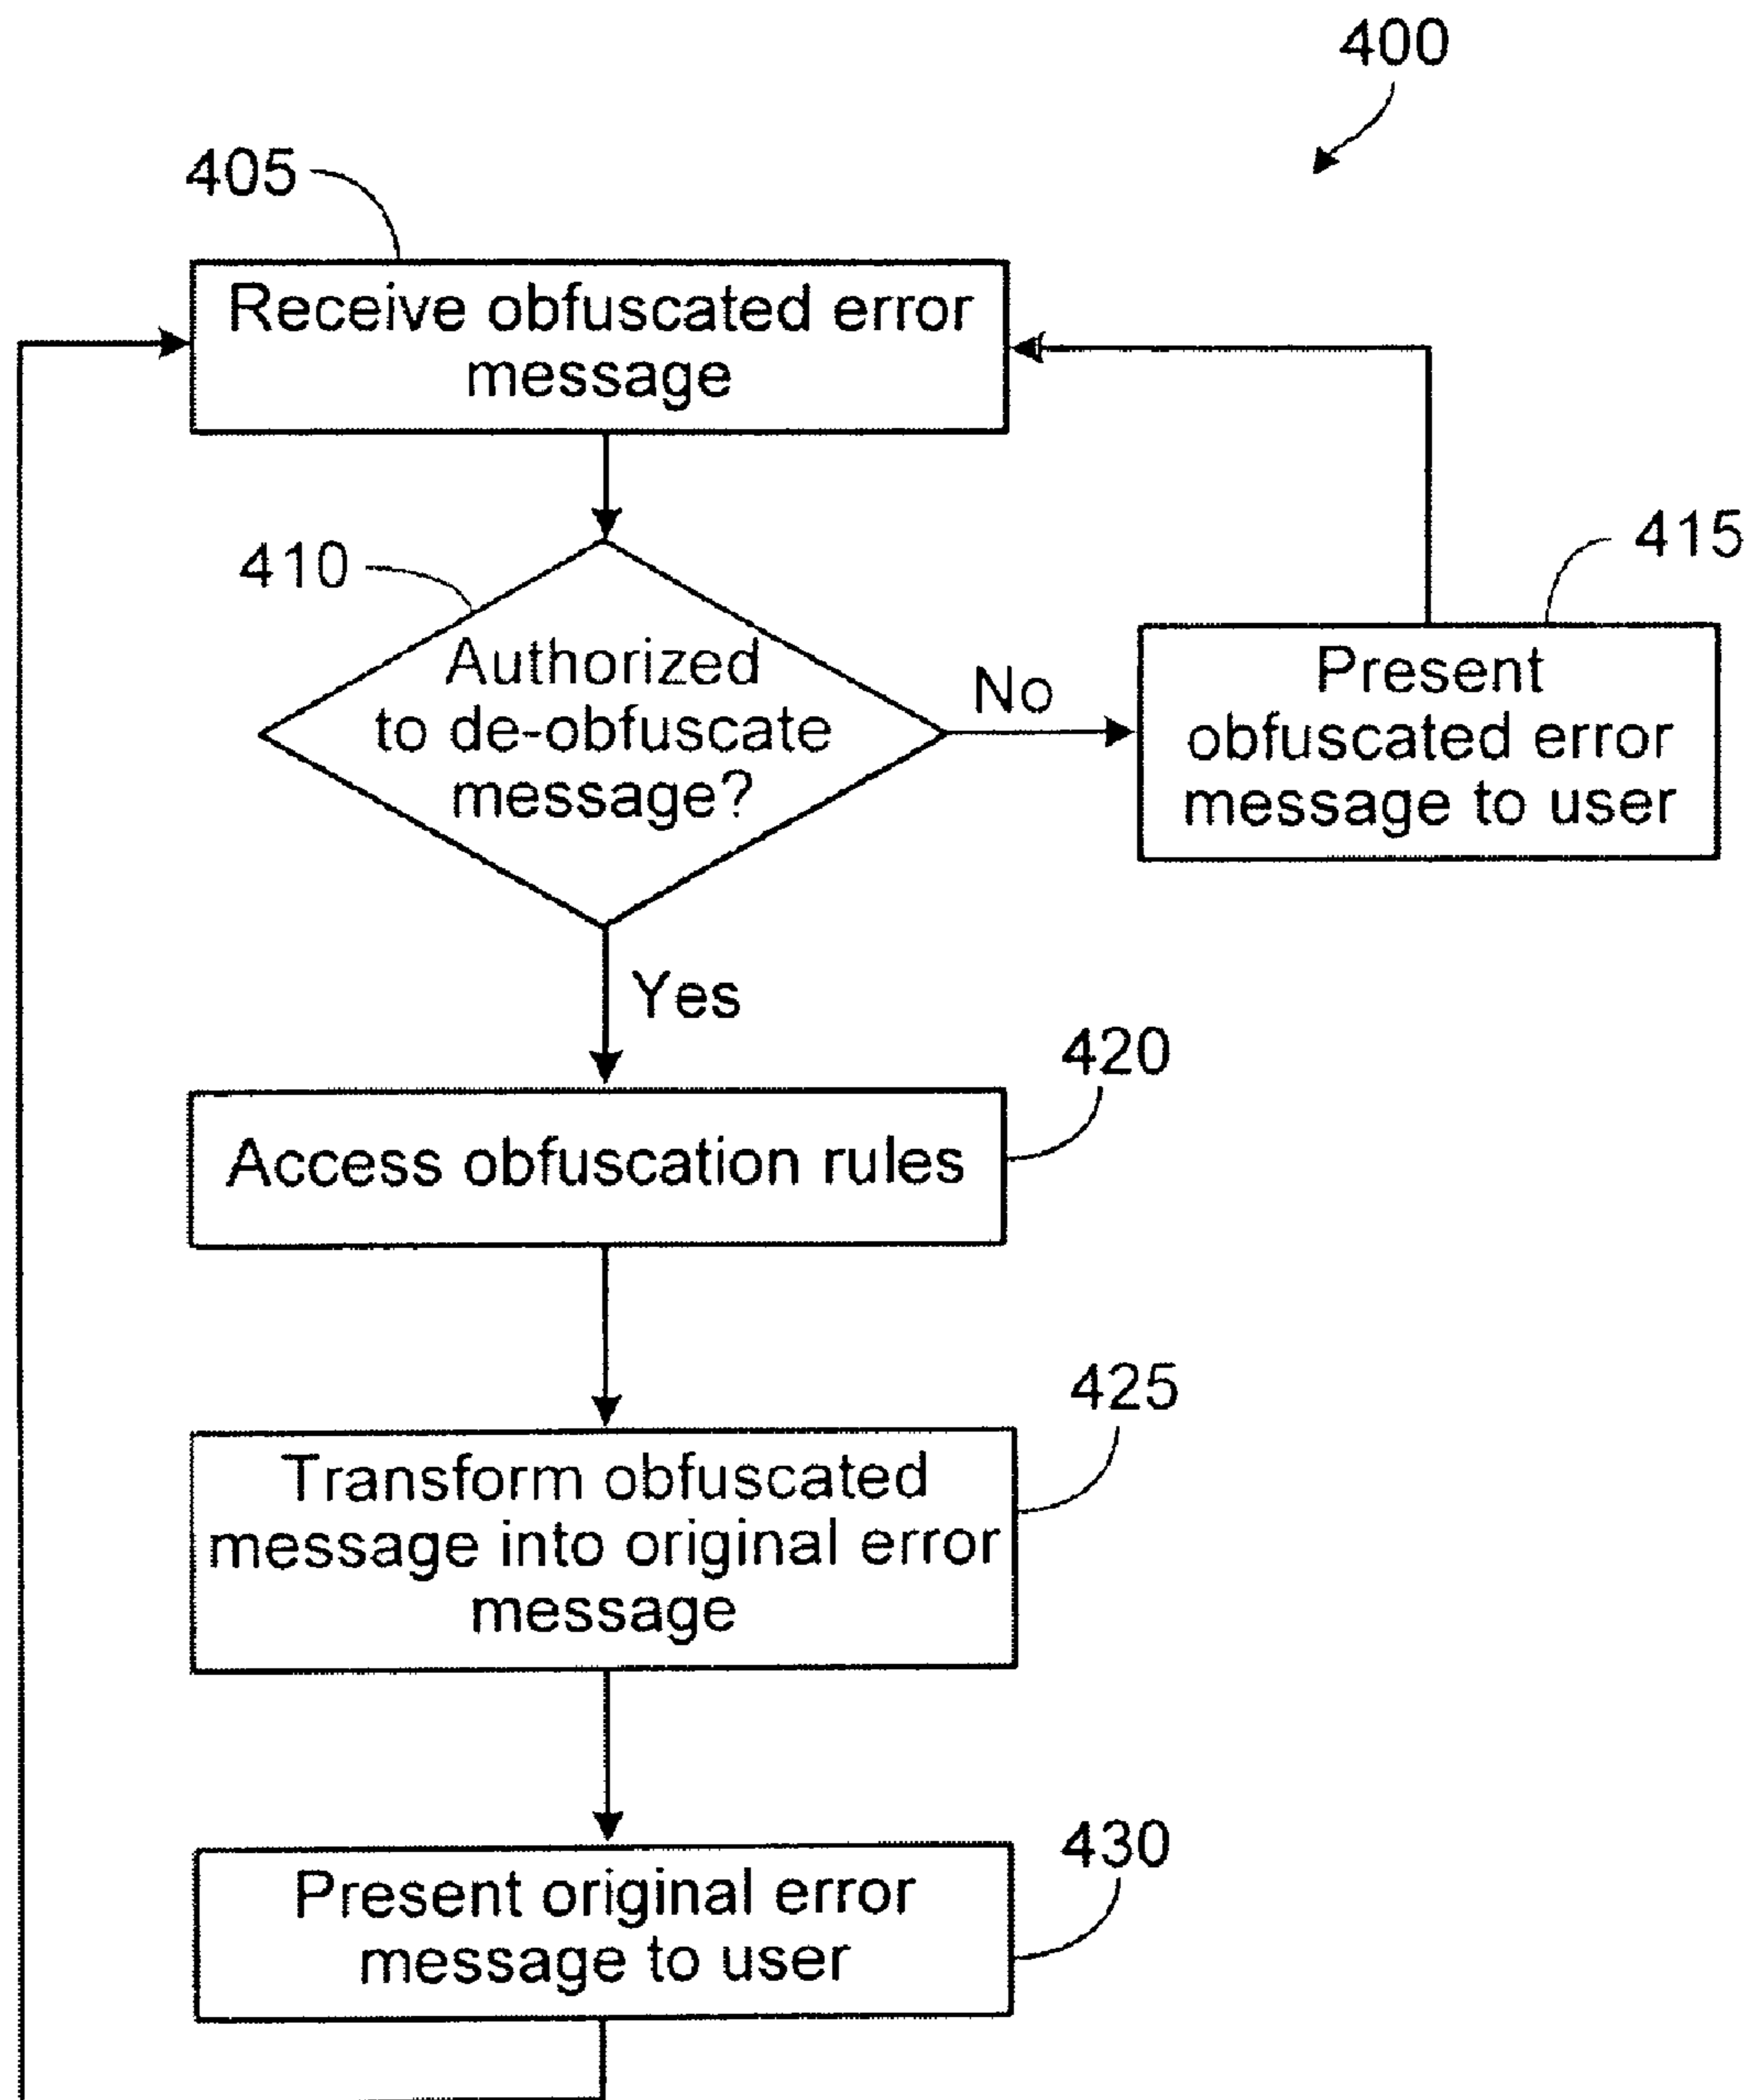 400
405
Receive obfuscated error
message
410
Authorized
to de-obfuscate
message?
No
415
Present
obfuscated error
message to user
Yes
420
Access obfuscation rules
425
Transform obfuscated
message into original error
message
430
Present original error
message to user